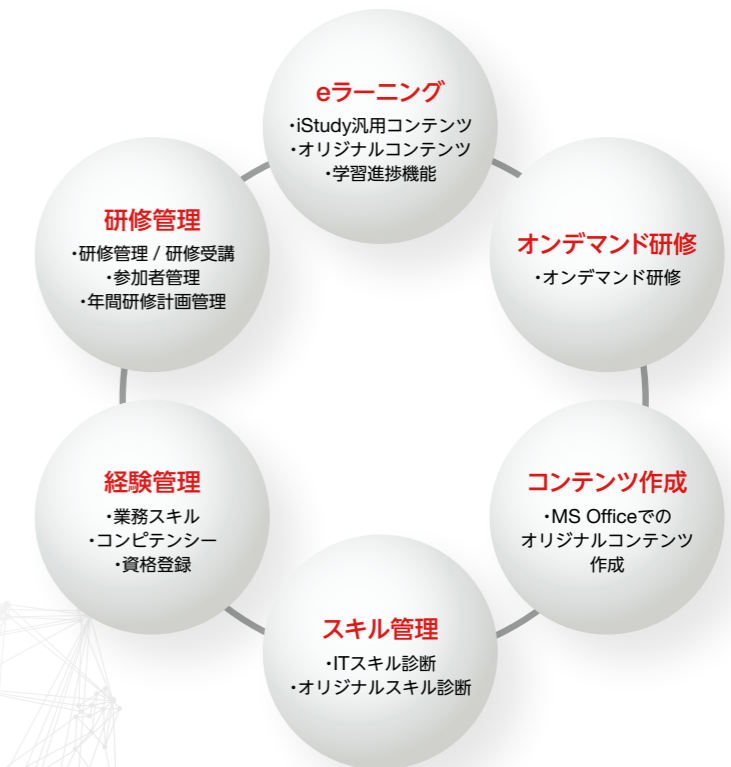 eラーニング
・iStudy汎用コンテンツ
・オリジナルコンテンツ
・学習進捗機能
オンデマンド研修
・オンデマンド研修
コンテンツ作成
・MS Officeでの
オリジナルコンテンツ
作成
スキル管理
・ITスキル診断
・オリジナルスキル診断
経験管理
・業務スキル
・コンピテンシー
・資格登録
研修管理
・研修管理 / 研修受講
・参加者管理
・年間研修計画管理